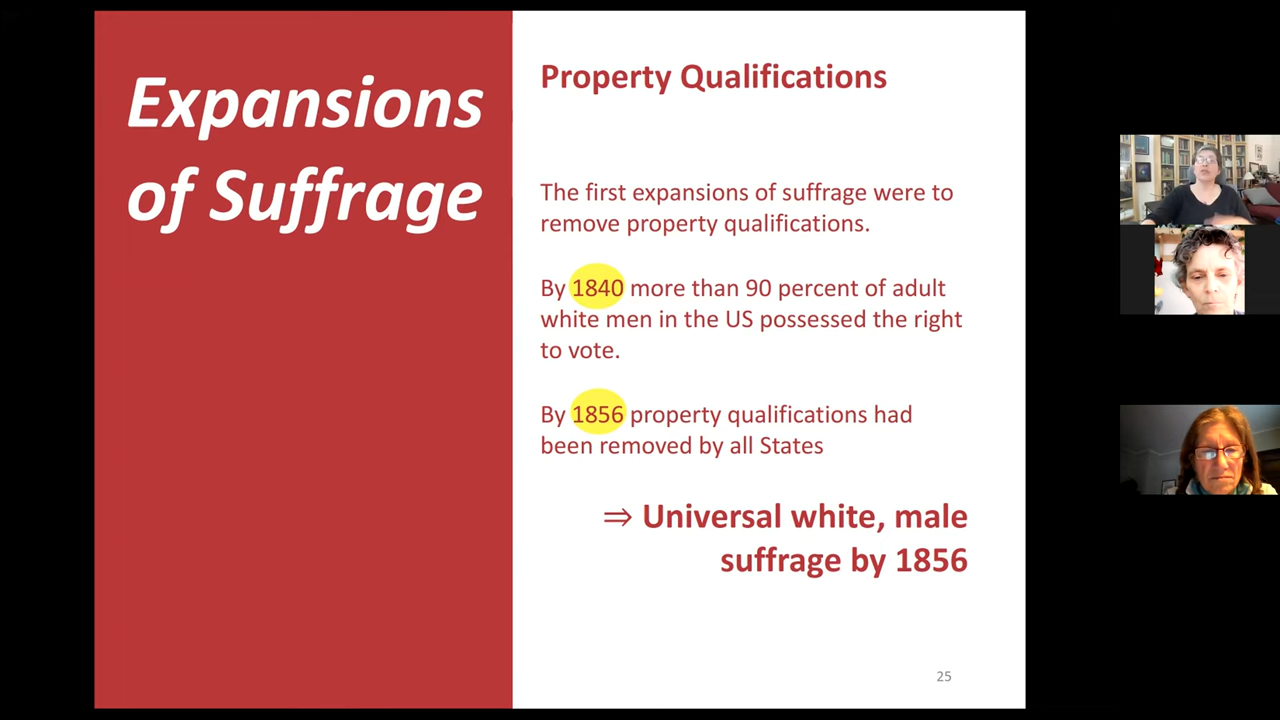 Expansions
of Suffrage
Property Qualifications
The first expansions of suffrage were to
remove property qualifications.
By 1840 more than 90 percent of adult
white men in the US possessed the right
to vote.
By 1856 property qualifications had
been removed by all States
⇒ Universal white, male
suffrage by 1856
25